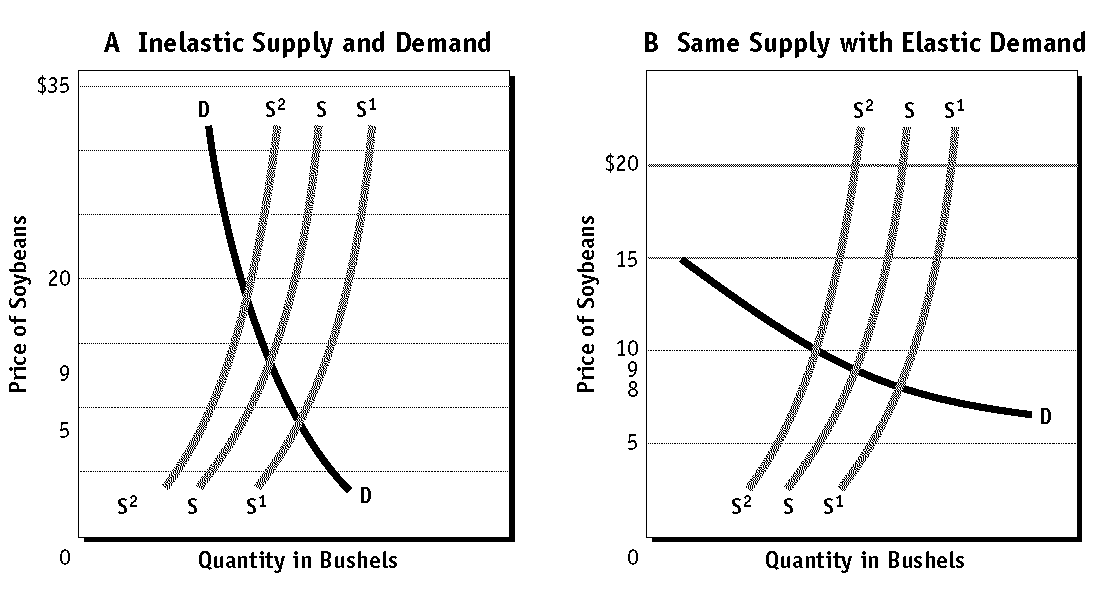 A Inelastic Supply and Demand
$35
D
S²
S
S¹
20
9
5
S²
S
S¹
D
0
Price of Soybeans
Quantity in Bushels
B Same Supply with Elastic Demand
S²
S
S¹
$20
15
10
9
8
5
D
S²
S
S¹
0
Price of Soybeans
Quantity in Bushels